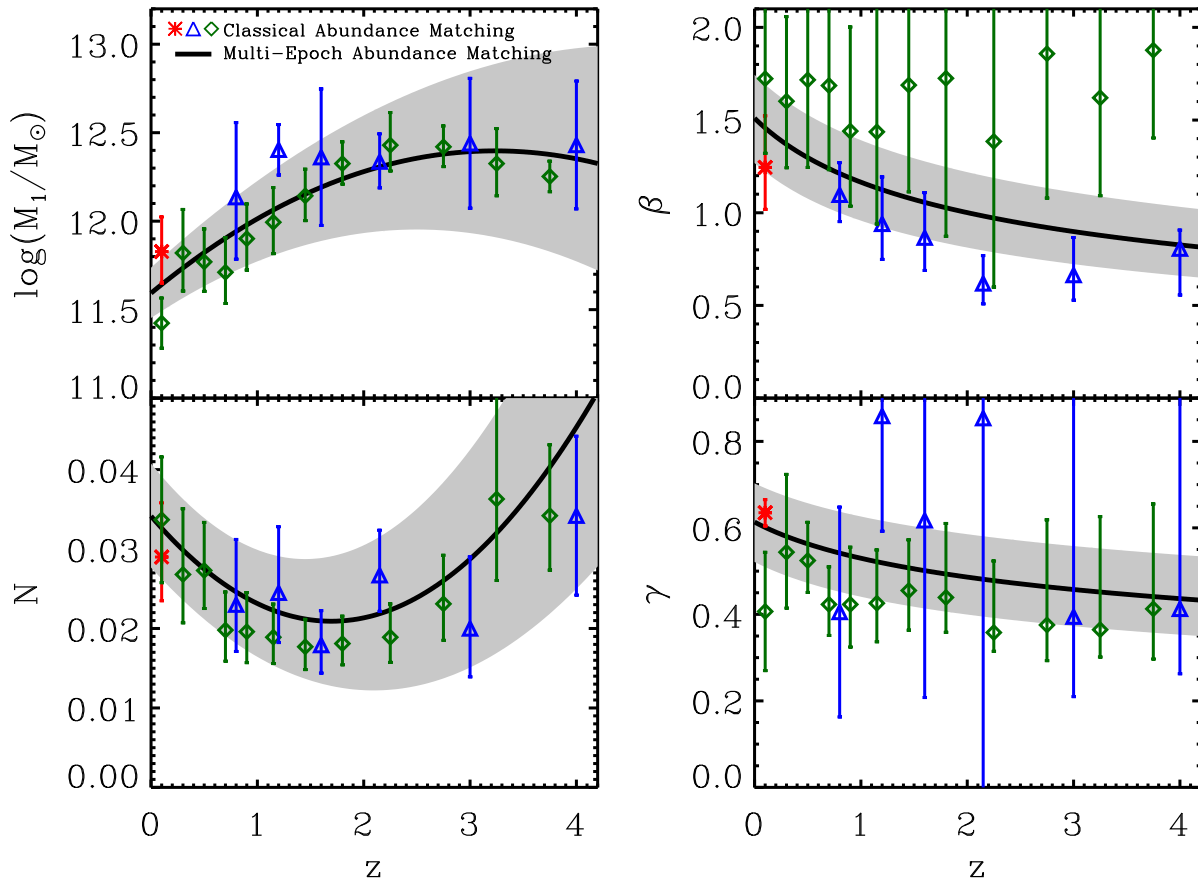 Classical Abundance Matching
Multi-Epoch Abundance Matching
13.0
12.5
12.0
11.5
11.0
log(M₁/M⊙)
2.0
1.5
1.0
0.5
0.0
β
0.04
0.03
0.02
0.01
0.00
N
0 1 2 3 4
z
0.8
0.6
0.4
0.2
0.0
γ
0 1 2 3 4
z